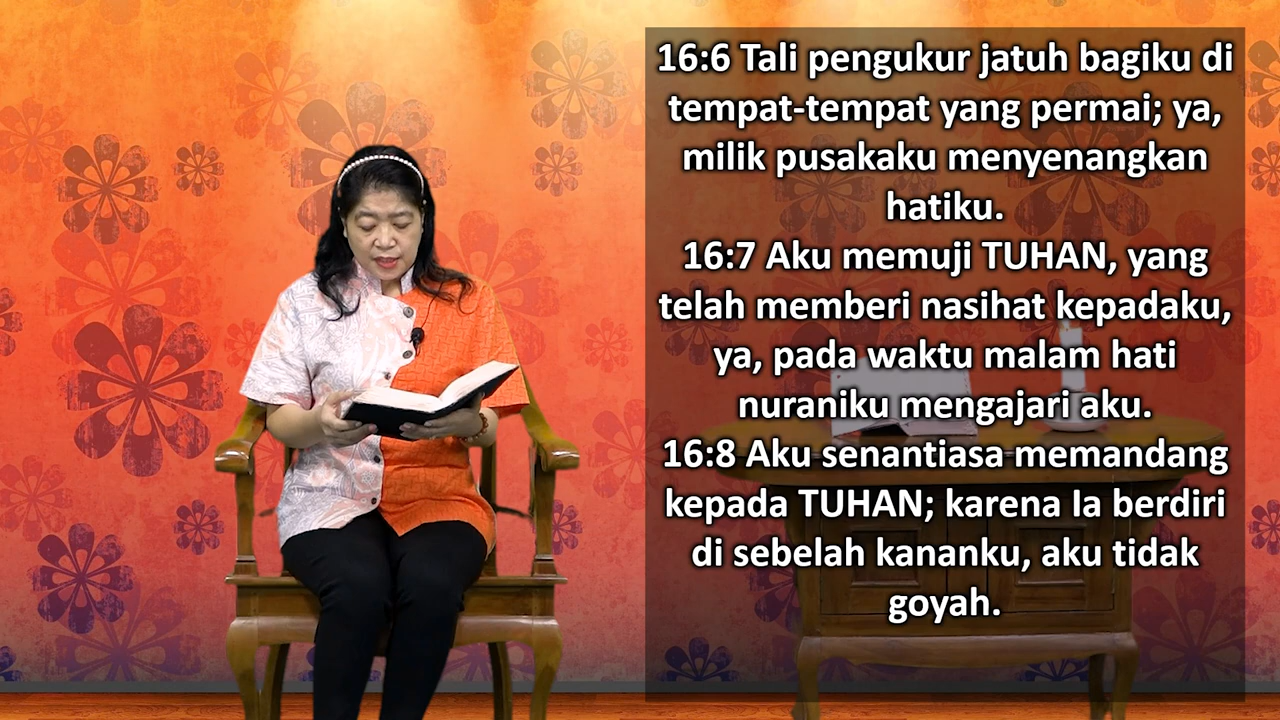 16:6 Tali pengukur jatuh bagiku di
tempat-tempat yang permai; ya,
milik pusakaku menyenangkan
hatiku.
16:7 Aku memuji TUHAN, yang
telah memberi nasihat kepadaku,
ya, pada waktu malam hati
nuraniku mengajari aku.
16:8 Aku senantiasa memandang
kepada TUHAN; karena Ia berdiri
di sebelah kananku, aku tidak
goyah.